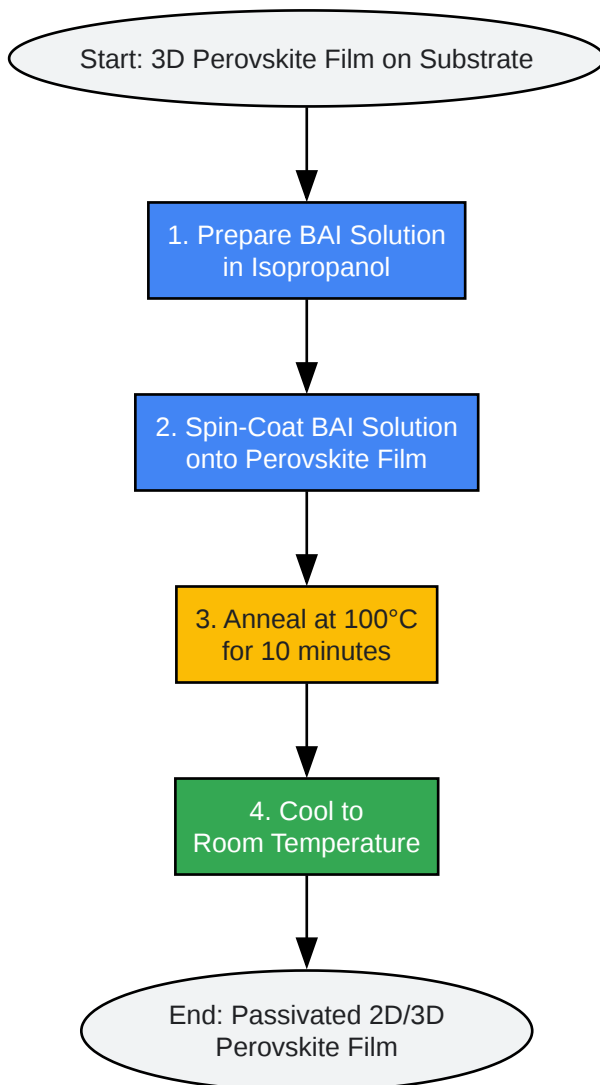 Start: 3D Perovskite Film on Substrate
1. Prepare BAI Solution
in Isopropanol
2. Spin-Coat BAI Solution
onto Perovskite Film
3. Anneal at 100°C
for 10 minutes
4. Cool to
Room Temperature
End: Passivated 2D/3D
Perovskite Film